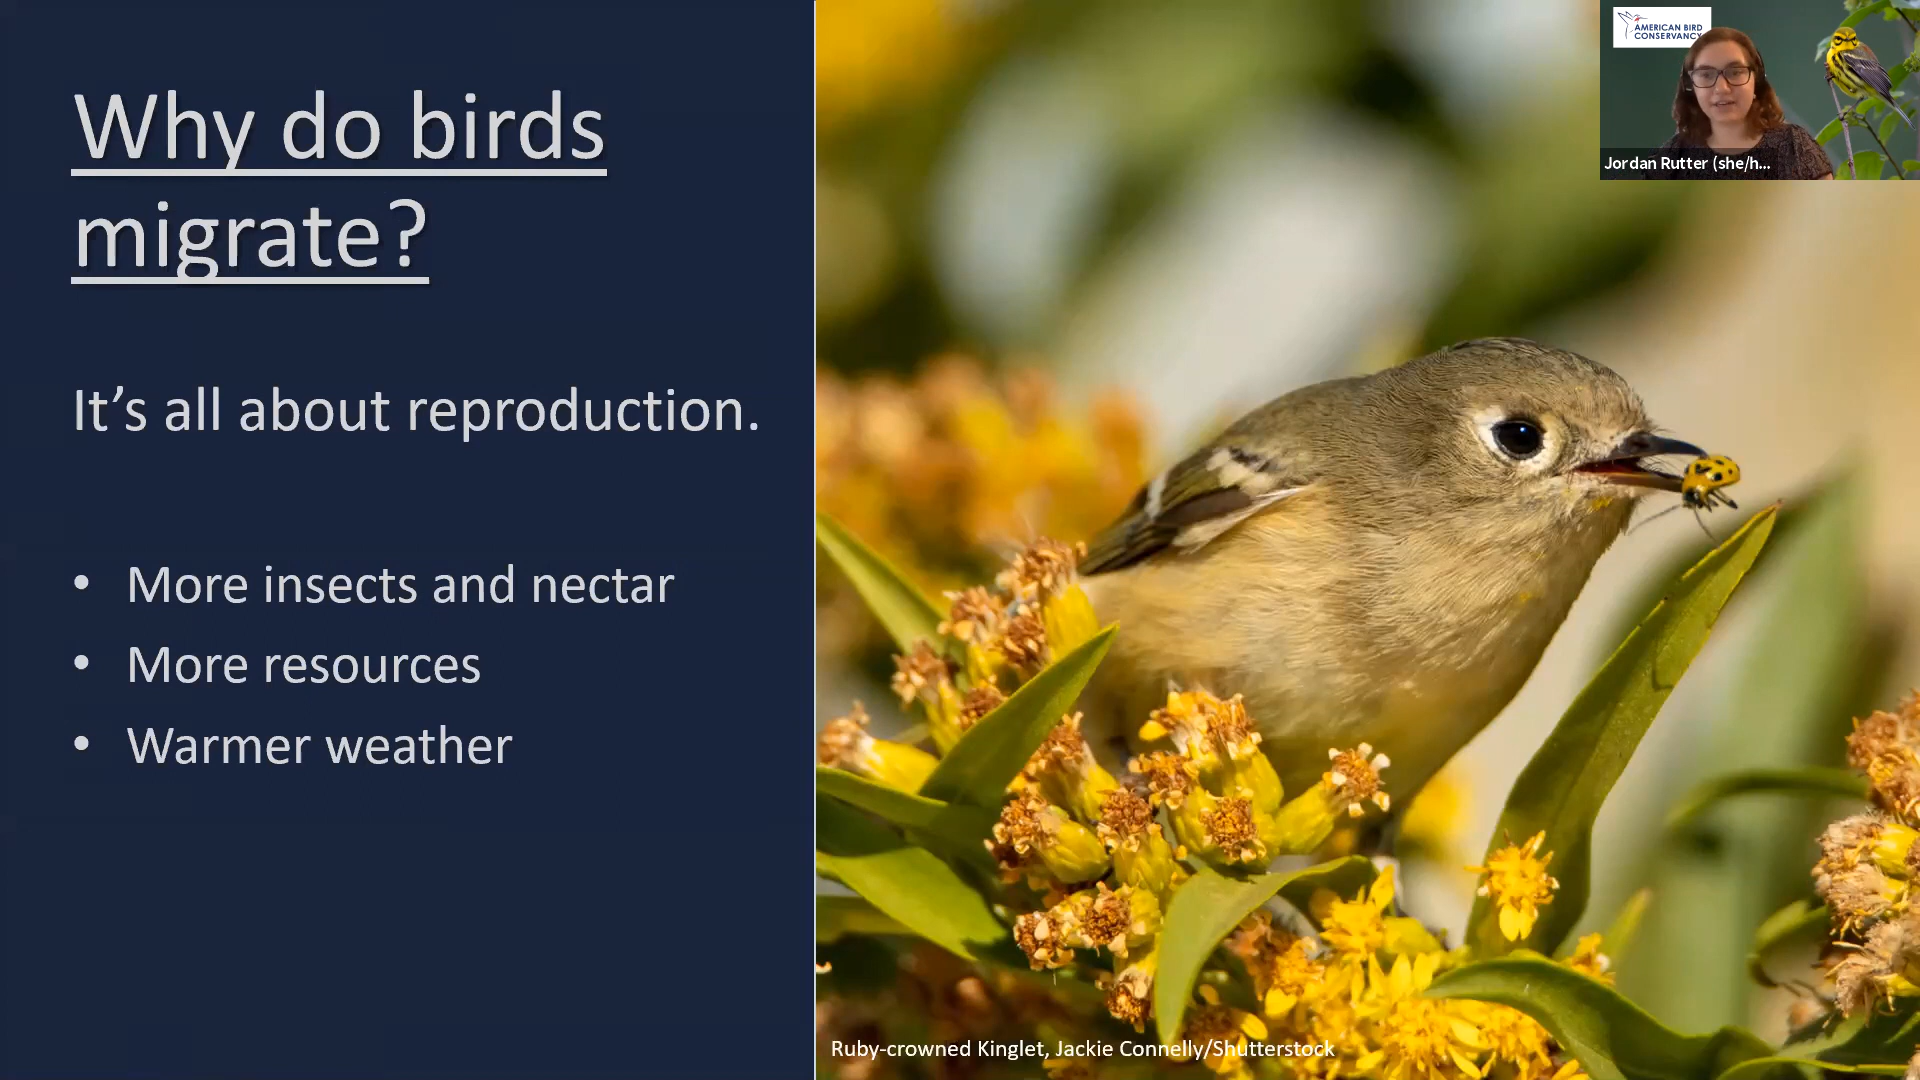 Why do birds
migrate?
It's all about reproduction.
• More insects and nectar
• More resources
• Warmer weather
AMERICAN BIRD
CONSERVANCY
Jordan Rutter (she/h...
Ruby-crowned Kinglet, Jackie Connelly/Shutterstock